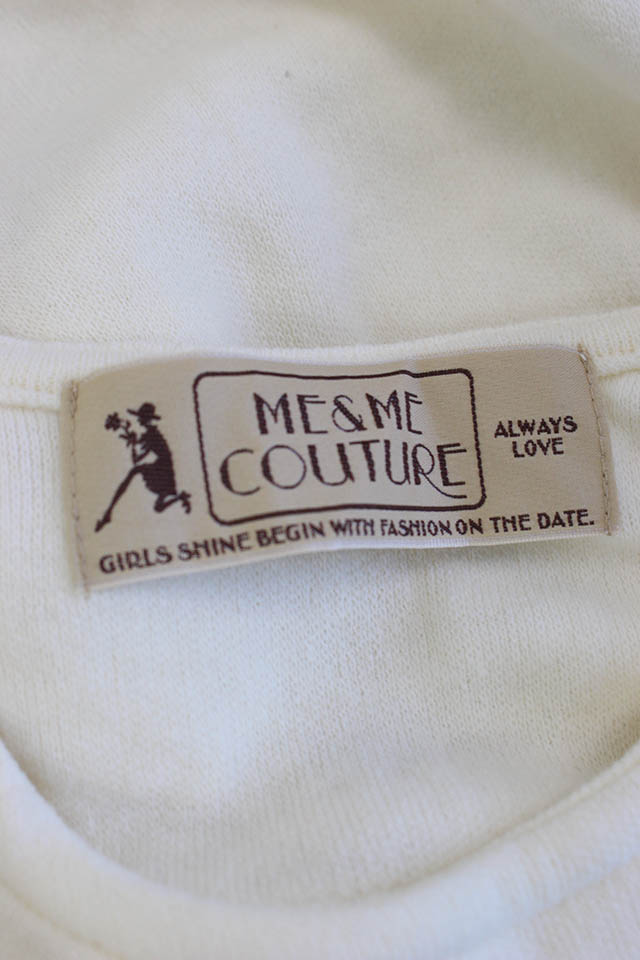 ME&ME
COUTURE
ALWAYS
LOVE
GIRLS SHINE BEGIN WITH FASHION ON THE DATE.